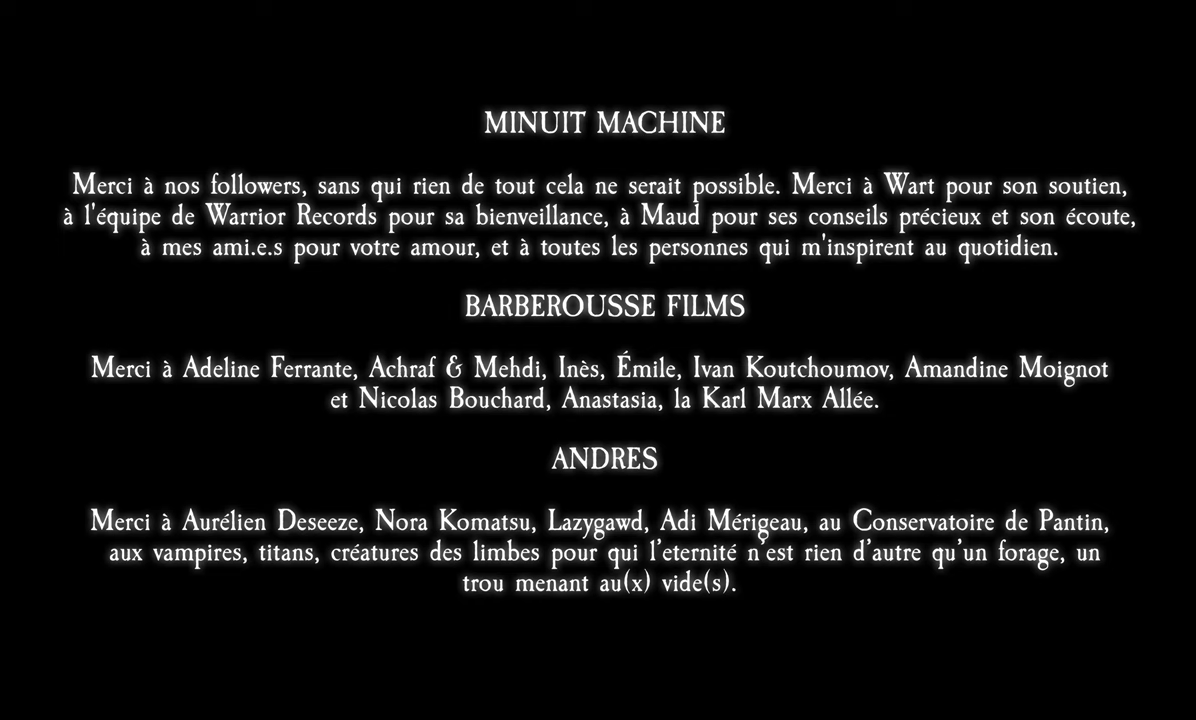 MINUIT MACHINE
Merci à nos followers, sans qui rien de tout cela ne serait possible. Merci à Wart pour son soutien,
à l'équipe de Warrior Records pour sa bienveillance, à Maud pour ses conseils précieux et son écoute,
à mes ami.e.s pour votre amour, et à toutes les personnes qui m'inspirent au quotidien.
BARBEROUSSE FILMS
Merci à Adeline Ferrante, Achraf & Mehdi, Inès, Émile, Ivan Koutchoumov, Amandine Moignot
et Nicolas Bouchard, Anastasia, la Karl Marx Allée.
ANDRES
Merci à Aurélien Deseeze, Nora Komatsu, Lazygawd, Adi Mérigeau, au Conservatoire de Pantin,
aux vampires, titans, créatures des limbes pour qui l’eternité n’est rien d’autre qu’un forage, un
trou menant au(x) vide(s).